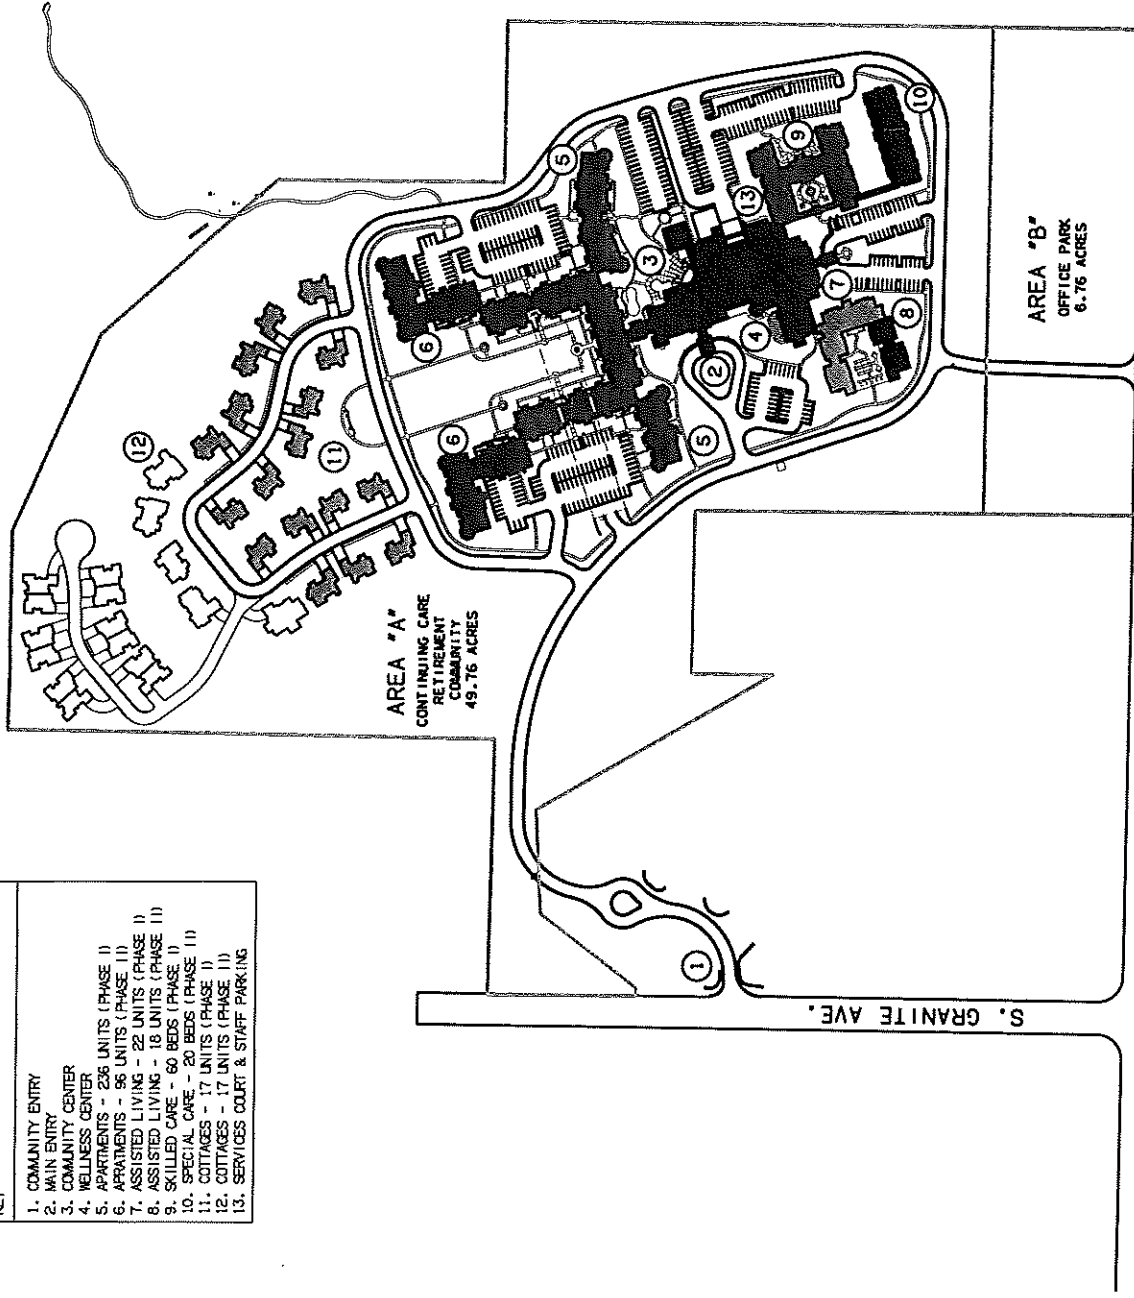 KEY
1. COMMUNITY ENTRY
2. MAIN ENTRY
3. COMMUNITY CENTER
4. WELLNESS CENTER
5. APARTMENTS - 236 UNITS (PHASE I)
6. APRATMENTS - 96 UNITS (PHASE II)
7. ASSISTED LIVING - 22 UNITS (PHASE I)
8. ASSISTED LIVING - 18 UNITS (PHASE II)
9. SKILLED CARE - 60 BEDS (PHASE I)
10. SPECIAL CARE - 20 BEDS (PHASE II)
11. COTTAGES - 17 UNITS (PHASE I)
12. COTTAGES - 17 UNITS (PHASE II)
13. SERVICES COURT & STAFF PARKING
AREA "A"
CONTINUING CARE
RETIREMENT
COMMUNITY
49.76 ACRES
AREA "B"
OFFICE PARK
6.76 ACRES
S. GRANITE AVE.
12
11
6
6
5
5
3
13
9
10
2
4
7
8
1